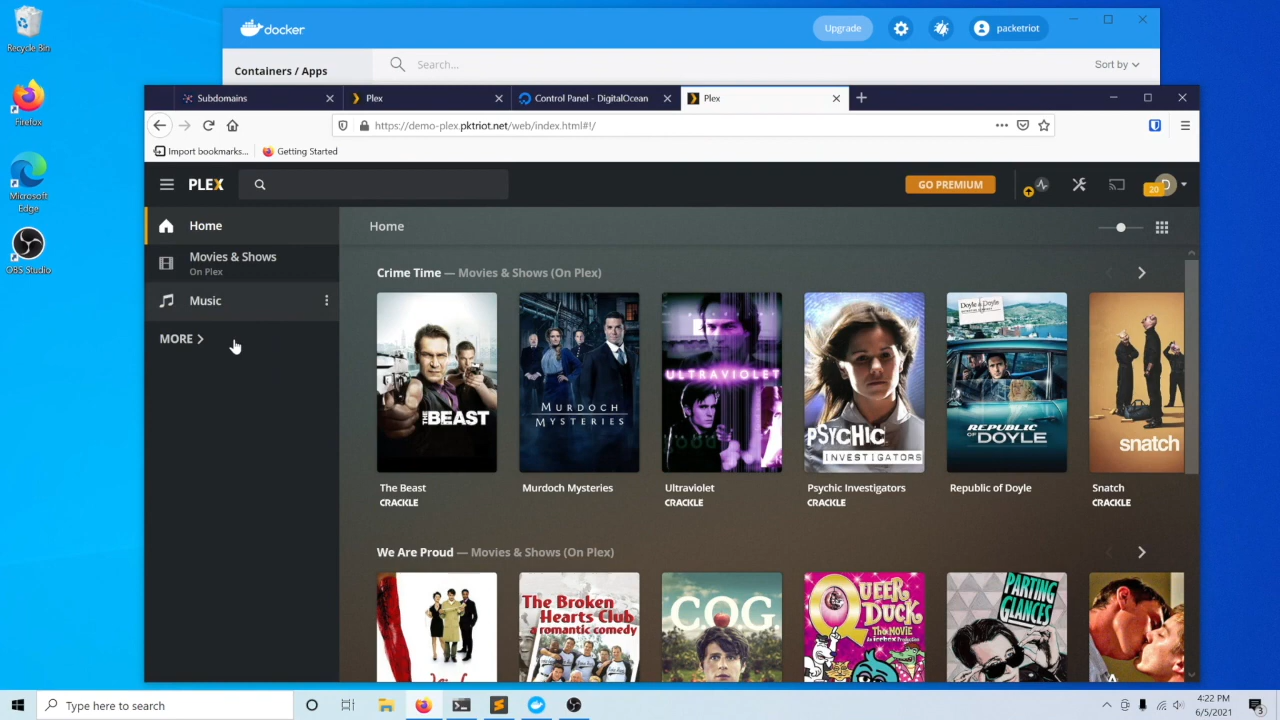 Recycle Bin
Firefox
Microsoft
Edge
OBS Studio
docker
Upgrade
packetriot
Containers / Apps
Search...
Sort by
Subdomains
Plex
Control Panel - DigitalOcean
Plex
https://demo-plex.pktriot.net/web/index.html#!/
Import bookmarks...
Getting Started
PLEX
GO PREMIUM
20
D
Home
Movies & Shows
On Plex
Music
MORE
Home
Crime Time — Movies & Shows (On Plex)
THE
BEAST
MURDOCH
MYSTERIES
ULTRAVIOLET
PSYCHIC
INVESTIGATORS
Doyle & Doyle
REPUBLIC
OF DOYLE
snatch
The Beast
CRACKLE
Murdoch Mysteries
Ultraviolet
CRACKLE
Psychic Investigators
CRACKLE
Republic of Doyle
Snatch
CRACKLE
We Are Proud — Movies & Shows (On Plex)
The Broken
Hearts Club
a romantic comedy
COG
QUEER
DUCK
THE MOVIE
PARTING
GLANCES
Type here to search
4:22 PM
6/5/2021
3